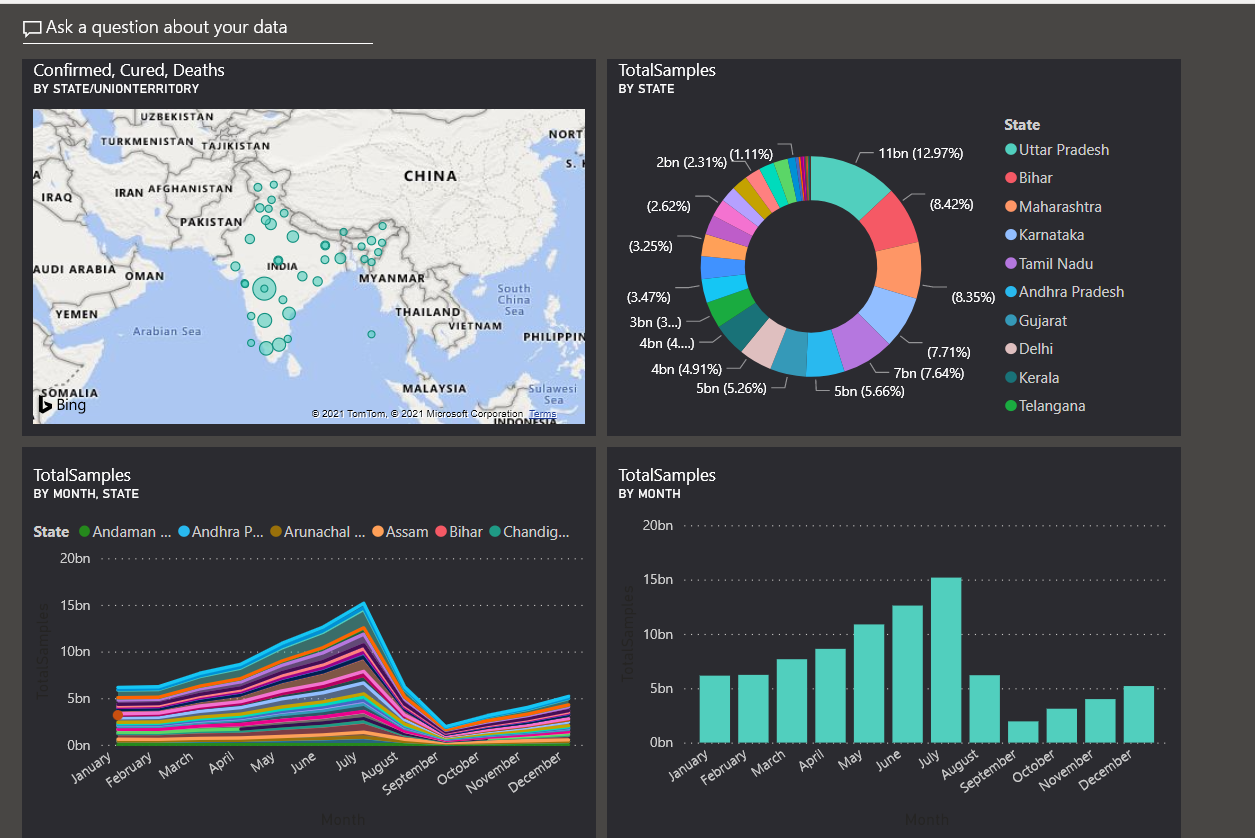 Ask a question about your data
Confirmed, Cured, Deaths
BY STATE/UNIONTERRITORY
UZBEKISTAN
NORT
TURKMENISTAN
TAJIKISTAN
S. K
CHINA
IRAN
AFGHANISTAN
IRAQ
PAKISTAN
AUDI ARABIA
OMAN
INDIA
MYANMAR
YEMEN
South
China
Sea
THAILAND
Arabian Sea
VIETNAM
PHILIPPIN
SOMALIA
MALAYSIA
Sulawesi
Sea
Bing
© 2021 TomTom, © 2021 Microsoft Corporation Terms
INDONESIA
TotalSamples
BY STATE
11bn (12.97%)
(8.42%)
(8.35%)
(7.71%)
7bn (7.64%)
5bn (5.66%)
5bn (5.26%)
4bn (4.91%)
4bn (4....)
3bn (3...)
(3.47%)
(3.25%)
(2.62%)
2bn (2.31%)
(1.11%)
State
Uttar Pradesh
Bihar
Maharashtra
Karnataka
Tamil Nadu
Andhra Pradesh
Gujarat
Delhi
Kerala
Telangana
TotalSamples
BY MONTH, STATE
State Andaman ... Andhra P... Arunachal ... Assam Bihar Chandig...
20bn
15bn
10bn
5bn
0bn
TotalSamples
January February March April May June July August September October November December
Month
TotalSamples
BY MONTH
20bn
15bn
10bn
5bn
0bn
TotalSamples
January February March April May June July August September October November December
Month